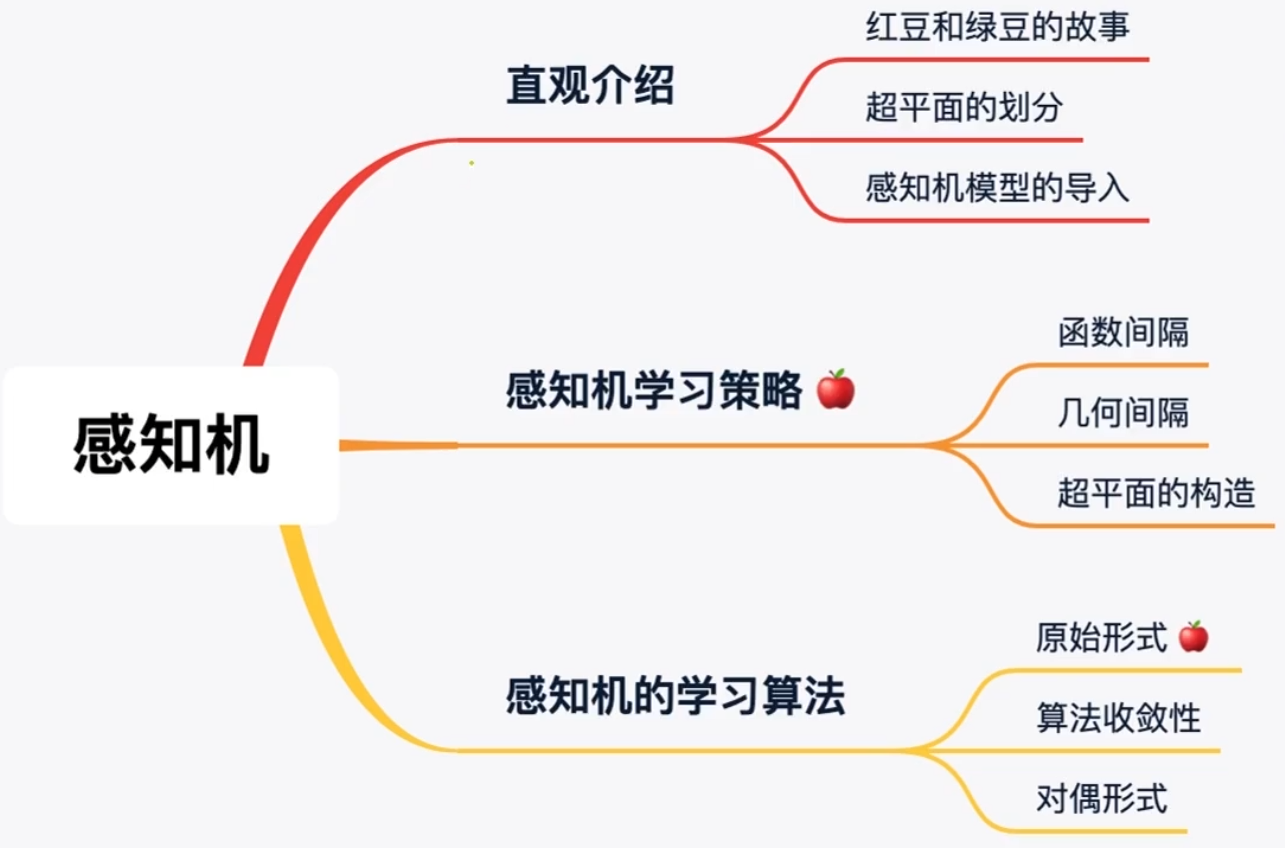 感知机
直观介绍
红豆和绿豆的故事
超平面的划分
感知机模型的导入
感知机学习策略
函数间隔
几何间隔
超平面的构造
感知机的学习算法
原始形式
算法收敛性
对偶形式